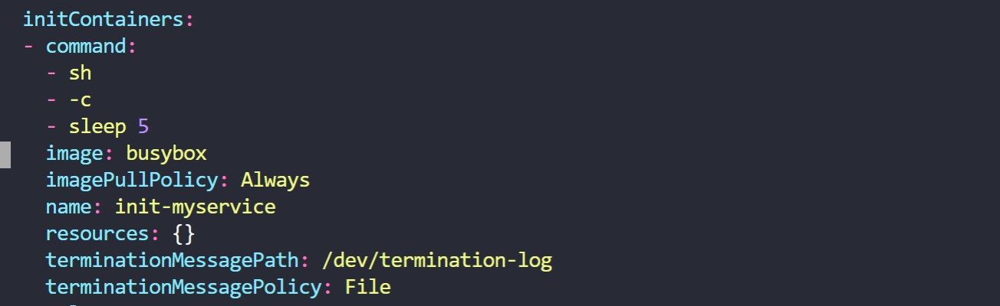 initContainers:
- command:
  - sh
  - -c
  - sleep 5
  image: busybox
  imagePullPolicy: Always
  name: init-myservice
  resources: {}
  terminationMessagePath: /dev/termination-log
  terminationMessagePolicy: File